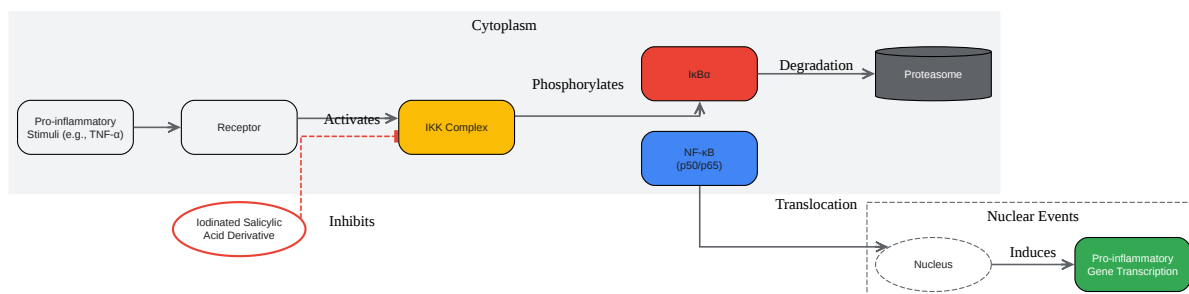 Cytoplasm
Pro-inflammatory
Stimuli (e.g., TNF-α)
Receptor
Activates
IKK Complex
Phosphorylates
IκBα
Degradation
Proteasome
NF-κB
(p50/p65)
Iodinated Salicylic
Acid Derivative
Inhibits
Translocation
Nuclear Events
Nucleus
Induces
Pro-inflammatory
Gene Transcription